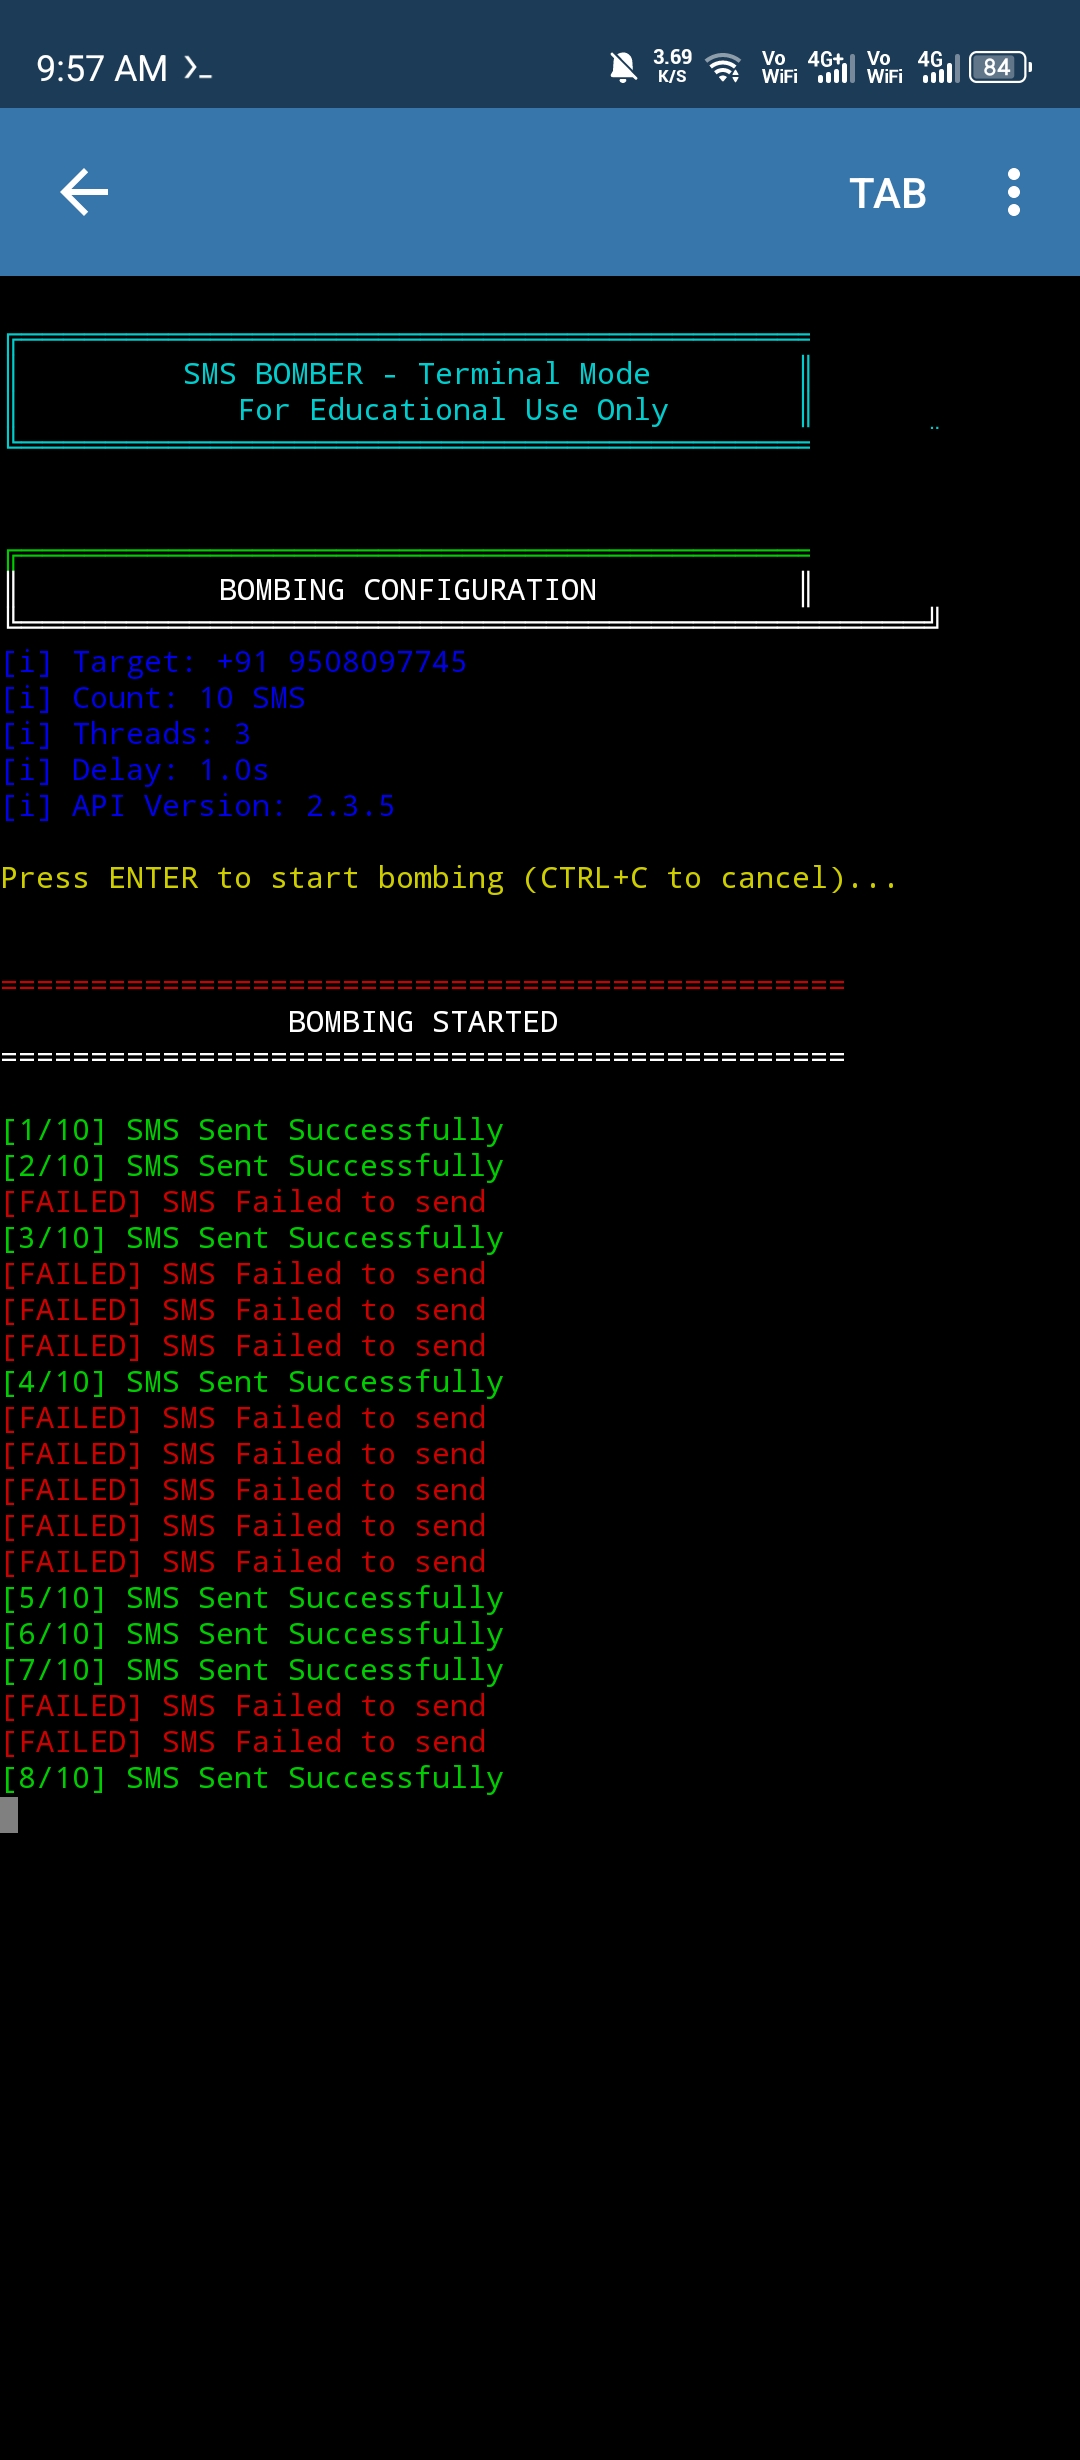 9:57 AM
3.69 K/S Vo WiFi 4G+ Vo WiFi 4G 84
TAB
SMS BOMBER - Terminal Mode
For Educational Use Only
BOMBING CONFIGURATION
[i] Target: +91 9508097745
[i] Count: 10 SMS
[i] Threads: 3
[i] Delay: 1.0s
[i] API Version: 2.3.5
Press ENTER to start bombing (CTRL+C to cancel)...
===============================================
BOMBING STARTED
===============================================
[1/10] SMS Sent Successfully
[2/10] SMS Sent Successfully
[FAILED] SMS Failed to send
[3/10] SMS Sent Successfully
[FAILED] SMS Failed to send
[FAILED] SMS Failed to send
[FAILED] SMS Failed to send
[4/10] SMS Sent Successfully
[FAILED] SMS Failed to send
[FAILED] SMS Failed to send
[FAILED] SMS Failed to send
[FAILED] SMS Failed to send
[FAILED] SMS Failed to send
[5/10] SMS Sent Successfully
[6/10] SMS Sent Successfully
[7/10] SMS Sent Successfully
[FAILED] SMS Failed to send
[FAILED] SMS Failed to send
[8/10] SMS Sent Successfully